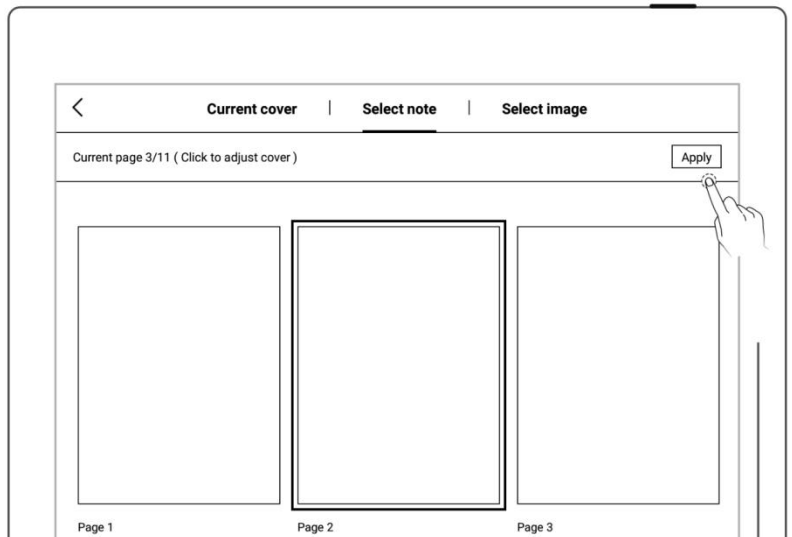 Current cover | Select note | Select image
Current page 3/11 ( Click to adjust cover )
Apply
Page 1
Page 2
Page 3